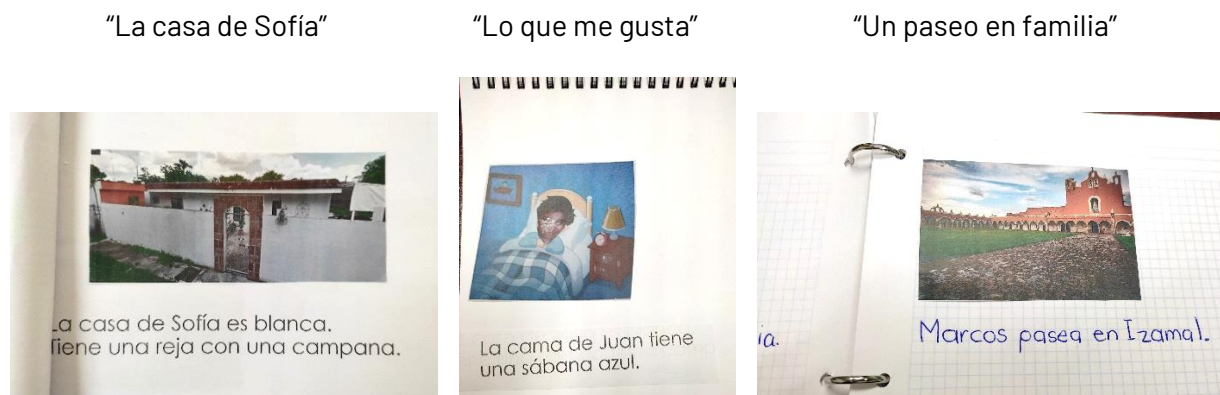 “La casa de Sofía”
“Lo que me gusta”
“Un paseo en familia”
La casa de Sofía es blanca.
Tiene una reja con una campana.
La cama de Juan tiene
una sábana azul.
ia.
Marcos pasea en Izamal.